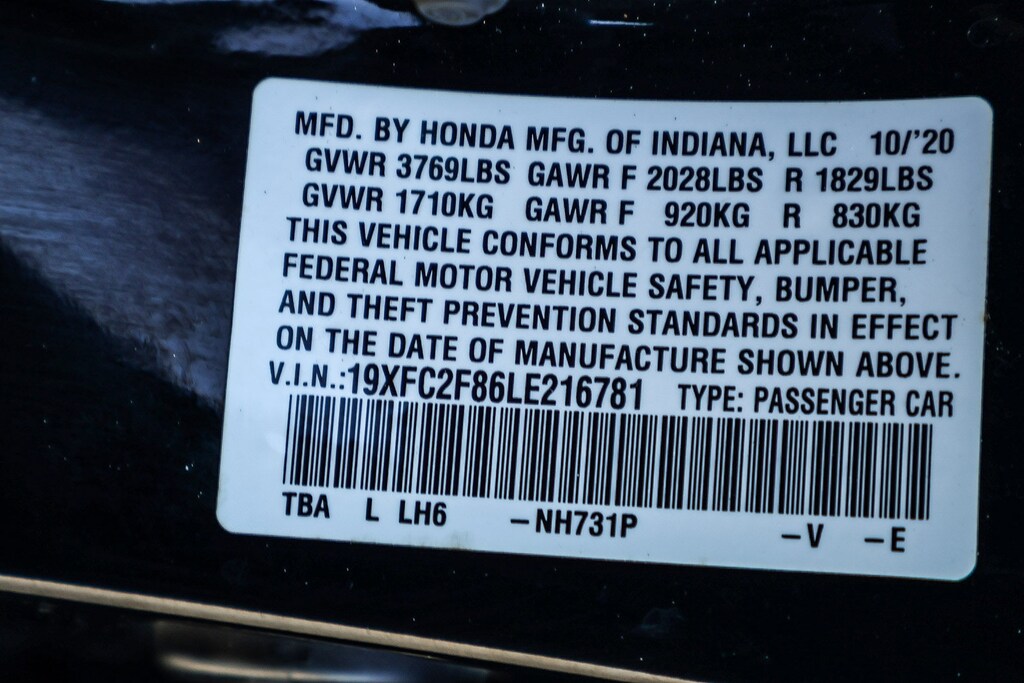 MFD. BY HONDA MFG. OF INDIANA, LLC 10/'20
GVWR 3769LBS GAWR F 2028LBS R 1829LBS
GVWR 1710KG GAWR F 920KG R 830KG
THIS VEHICLE CONFORMS TO ALL APPLICABLE
FEDERAL MOTOR VEHICLE SAFETY, BUMPER,
AND THEFT PREVENTION STANDARDS IN EFFECT
ON THE DATE OF MANUFACTURE SHOWN ABOVE.
V.I.N.:19XFC2F86LE216781 TYPE: PASSENGER CAR
TBA L LH6 –NH731P –V –E